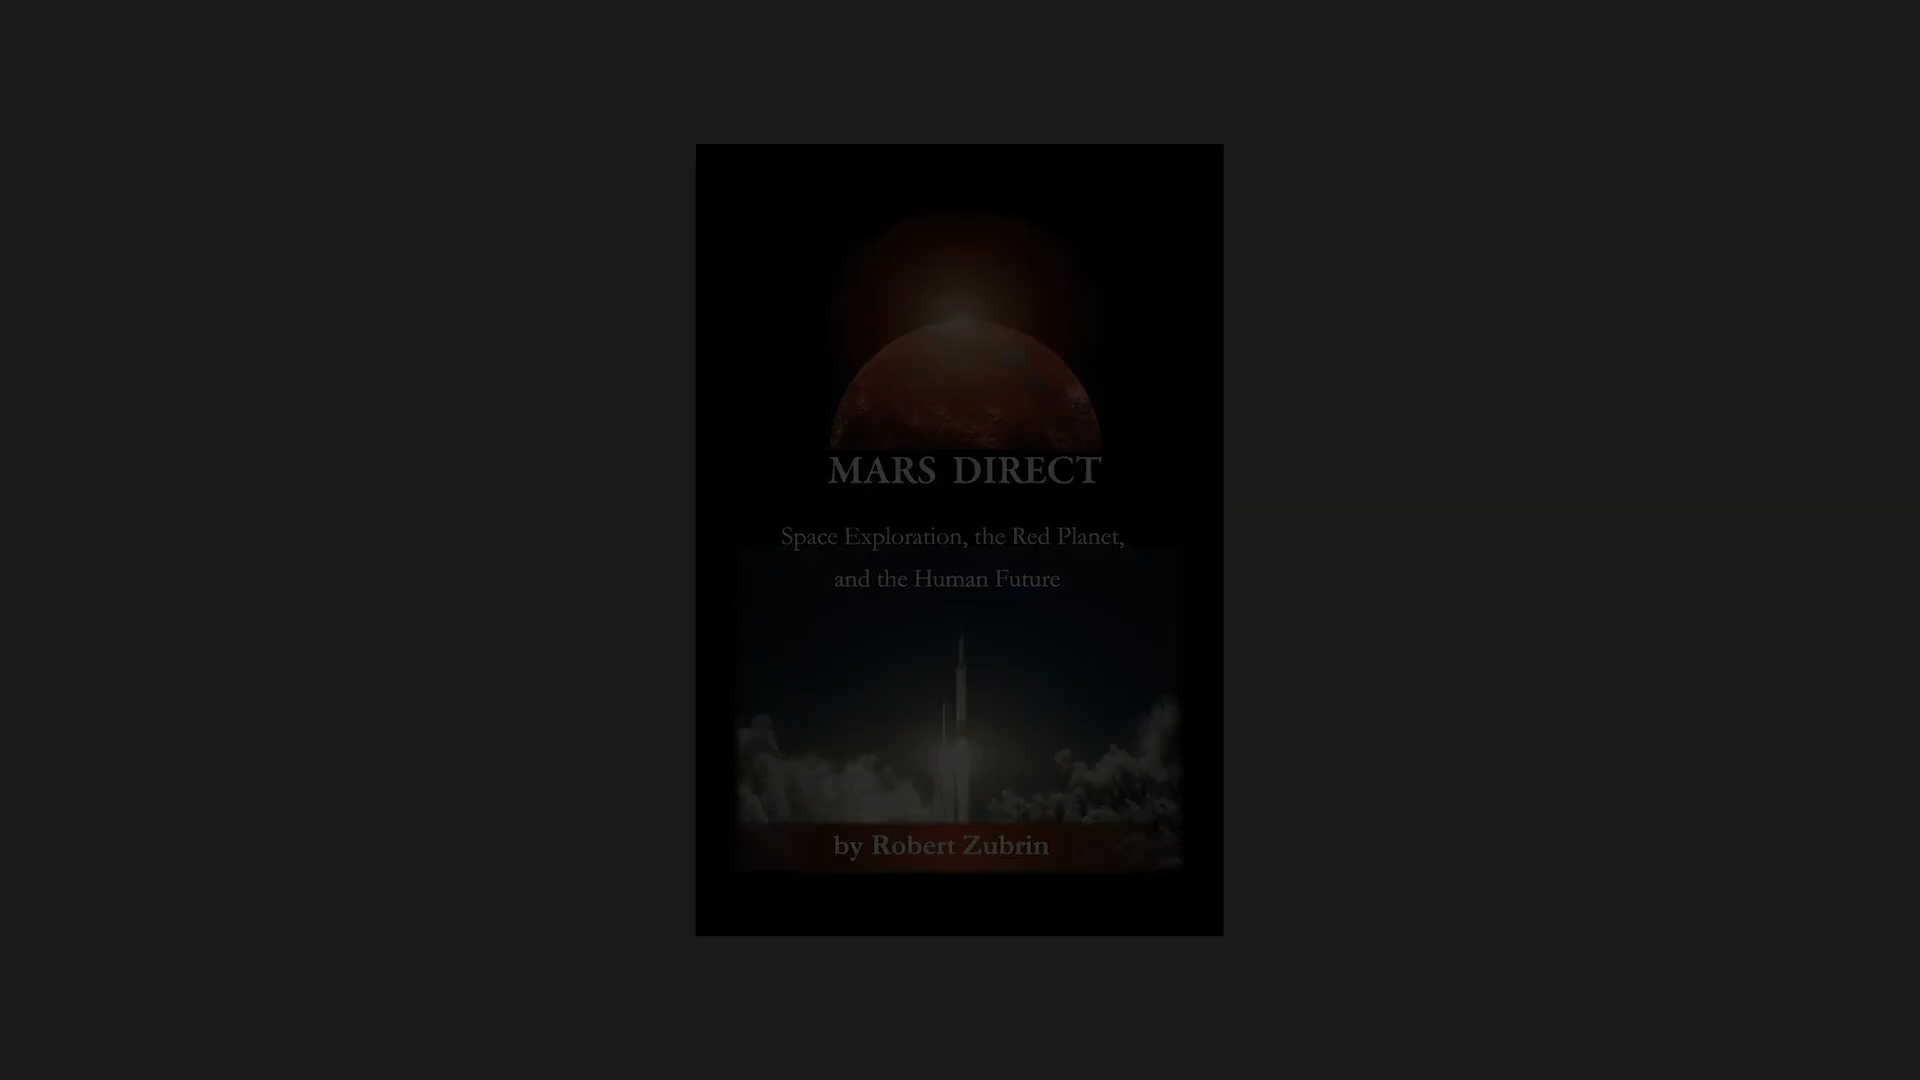 MARS DIRECT
Space Exploration, the Red Planet,
and the Human Future
by Robert Zubrin